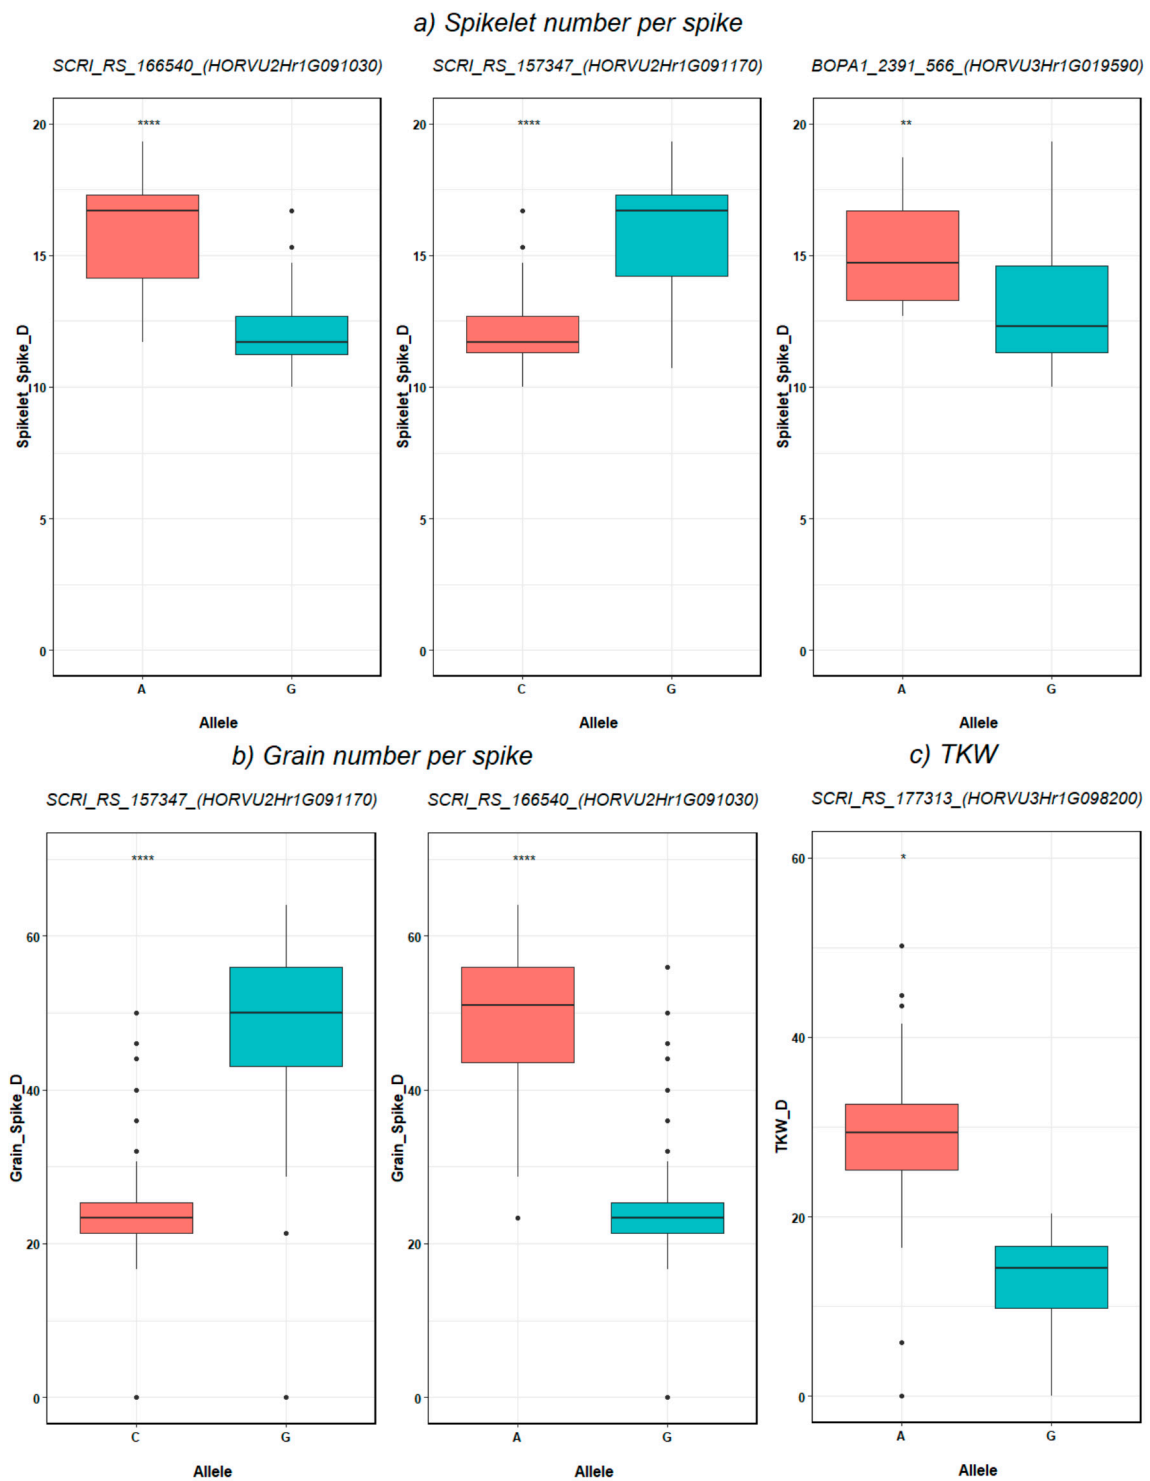 a) Spikelet number per spike
SCRI_RS_166540_(HORVU2Hr1G091030)
SCRI_RS_157347_(HORVU2Hr1G091170)
BOPA1_2391_566_(HORVU3Hr1G019590)
Spikelet_Spike_D
20
15
10
5
0
****
A
G
Allele
Spikelet_Spike_D
20
15
10
5
0
****
C
G
Allele
Spikelet_Spike_D
20
15
10
5
0
**
A
G
Allele
b) Grain number per spike
c) TKW
SCRI_RS_157347_(HORVU2Hr1G091170)
SCRI_RS_166540_(HORVU2Hr1G091030)
SCRI_RS_177313_(HORVU3Hr1G098200)
Grain_Spike_D
60
40
20
0
****
C
G
Allele
Grain_Spike_D
60
40
20
0
****
A
G
Allele
TKW_D
60
40
20
0
*
A
G
Allele